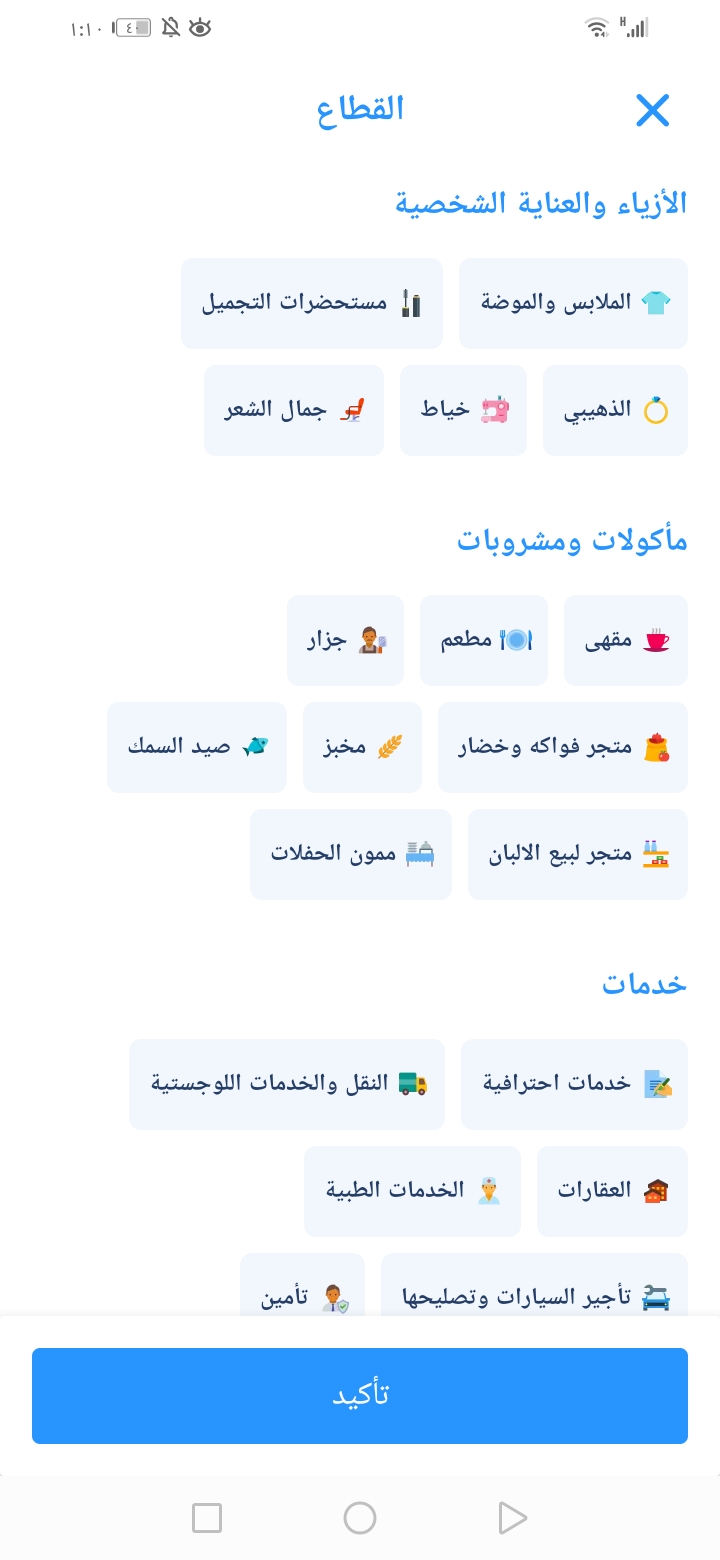 ١:١٠
٤٠
H
القطاع
الأزياء والعناية الشخصية
الملابس والموضة
مستحضرات التجميل
الذهيبي
خياط
جمال الشعر
مأكولات ومشروبات
مقهى
مطعم
جزار
متجر فواكه وخضار
مخبز
صيد السمك
متجر لبيع الالبان
ممون الحفلات
خدمات
خدمات احترافية
النقل والخدمات اللوجستية
العقارات
الخدمات الطبية
تأجير السيارات وتصليحها
تأمين
تأكيد